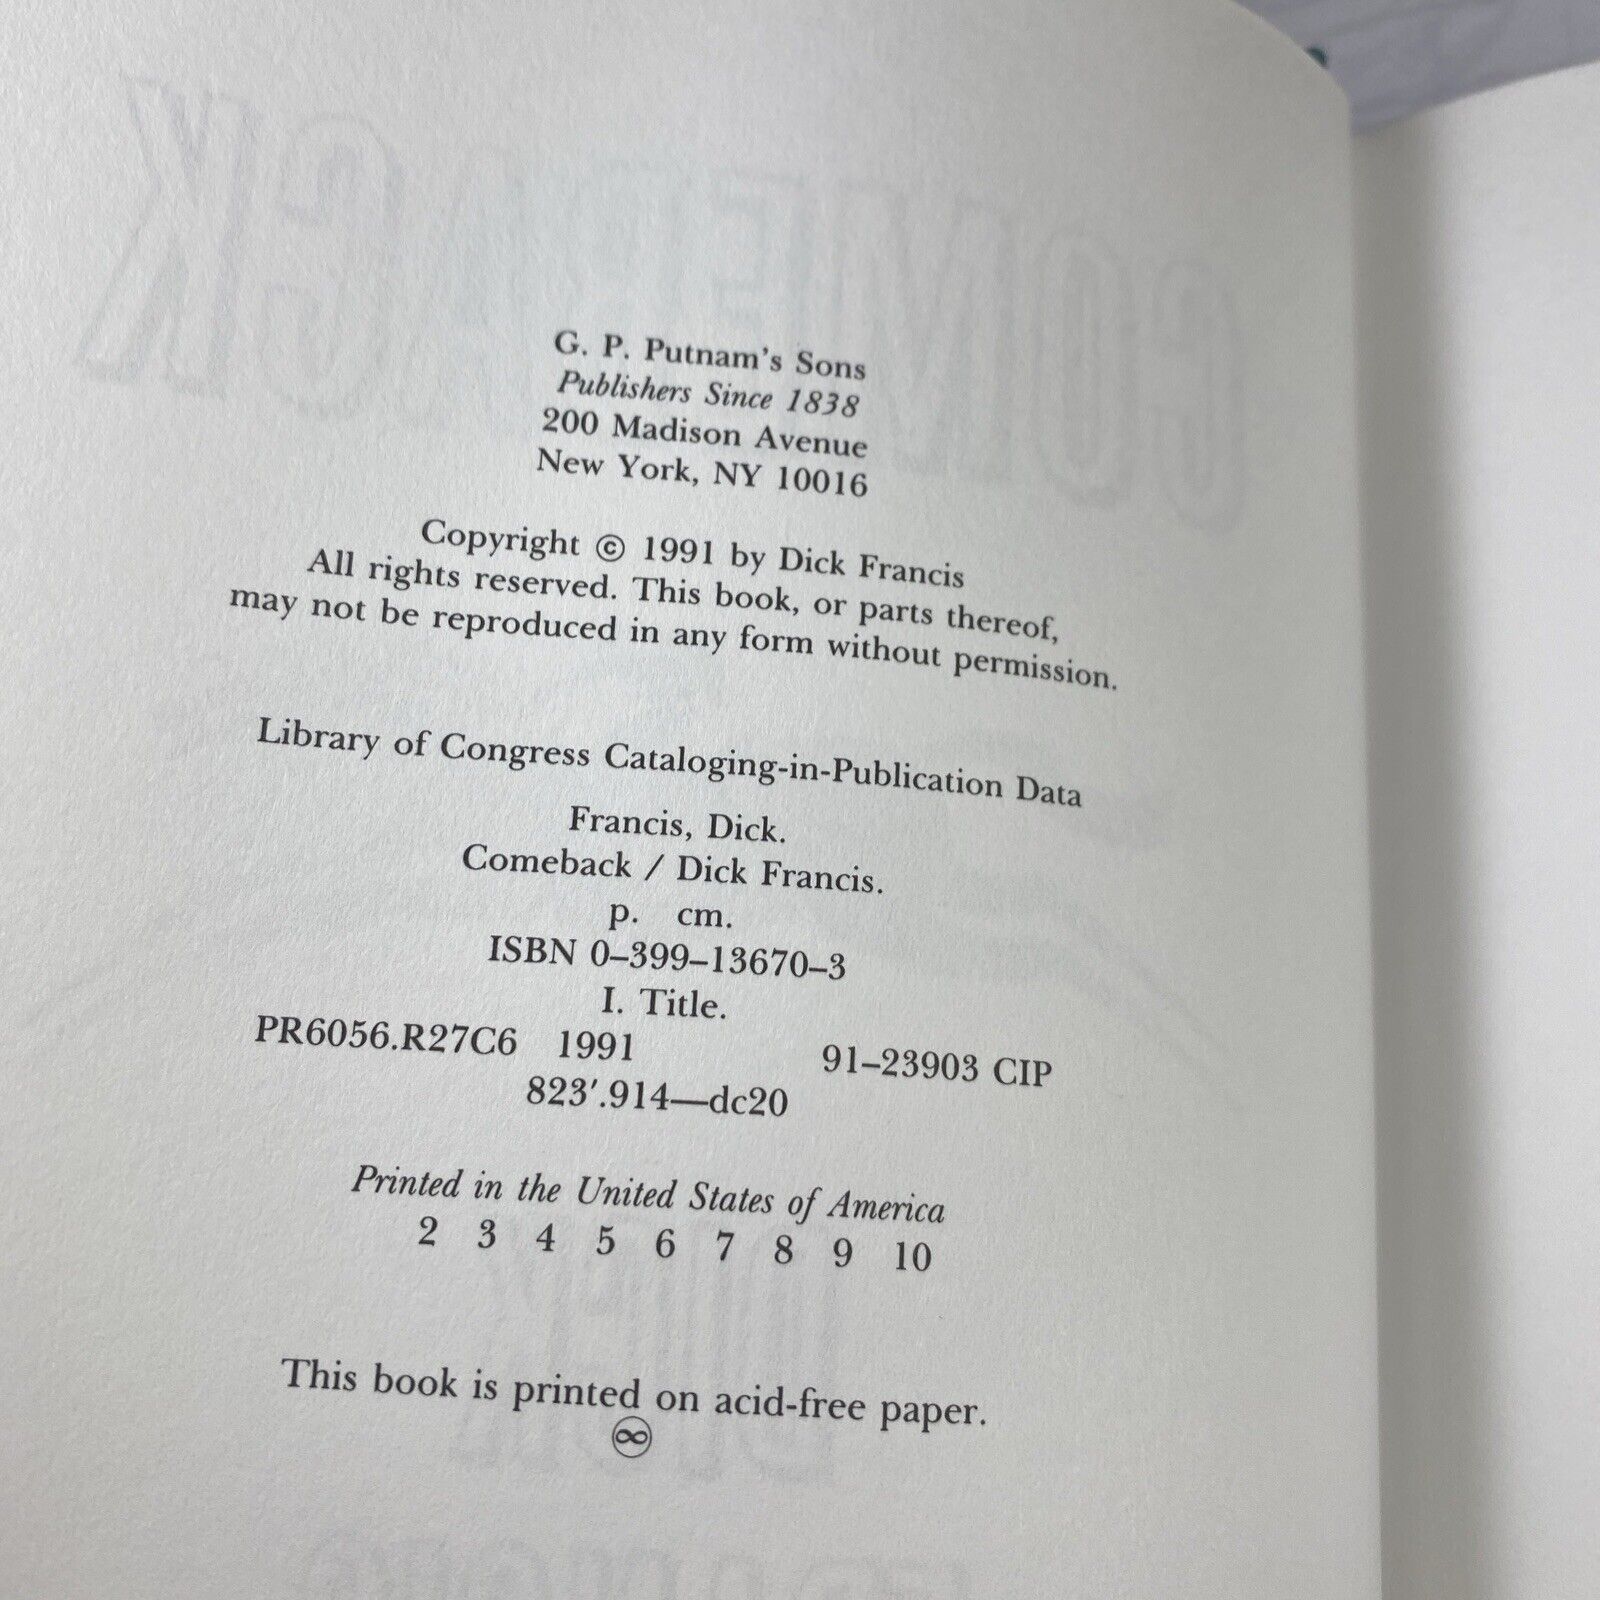 G. P. Putnam's Sons
Publishers Since 1838
200 Madison Avenue
New York, NY 10016
Copyright © 1991 by Dick Francis
All rights reserved. This book, or parts thereof,
may not be reproduced in any form without permission.
Library of Congress Cataloging-in-Publication Data
Francis, Dick.
Comeback / Dick Francis.
p. cm.
ISBN 0–399–13670–3
I. Title.
PR6056.R27C6 1991 91–23903 CIP
823′.914—dc20
Printed in the United States of America
2 3 4 5 6 7 8 9 10
This book is printed on acid-free paper.
♾
COMEBACK
DICK